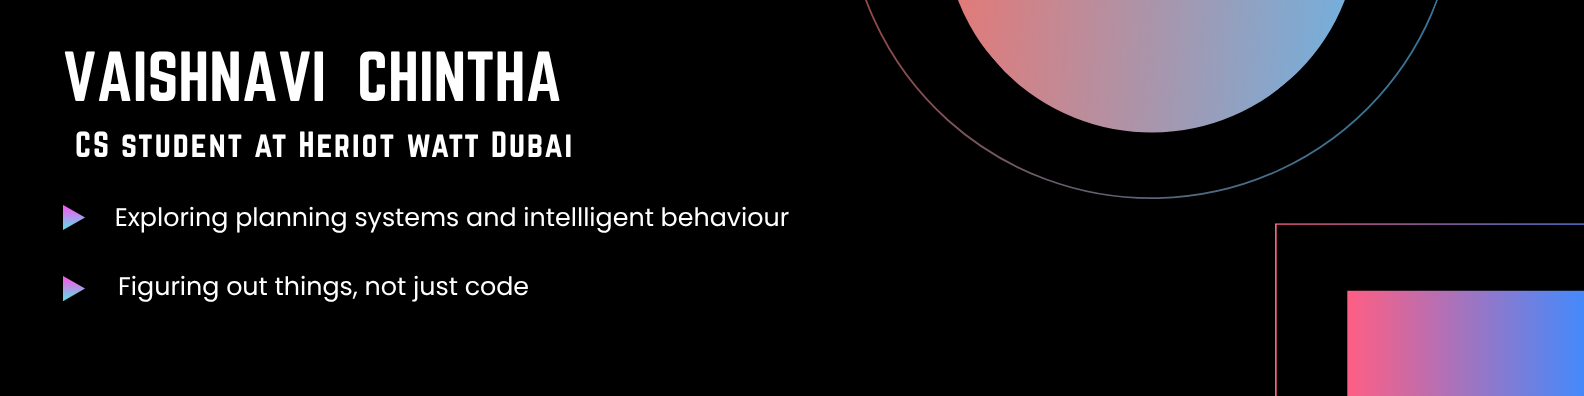 VAISHNAVI CHINTHA
CS STUDENT AT HERIOT WATT DUBAI
Exploring planning systems and intellligent behaviour
Figuring out things, not just code